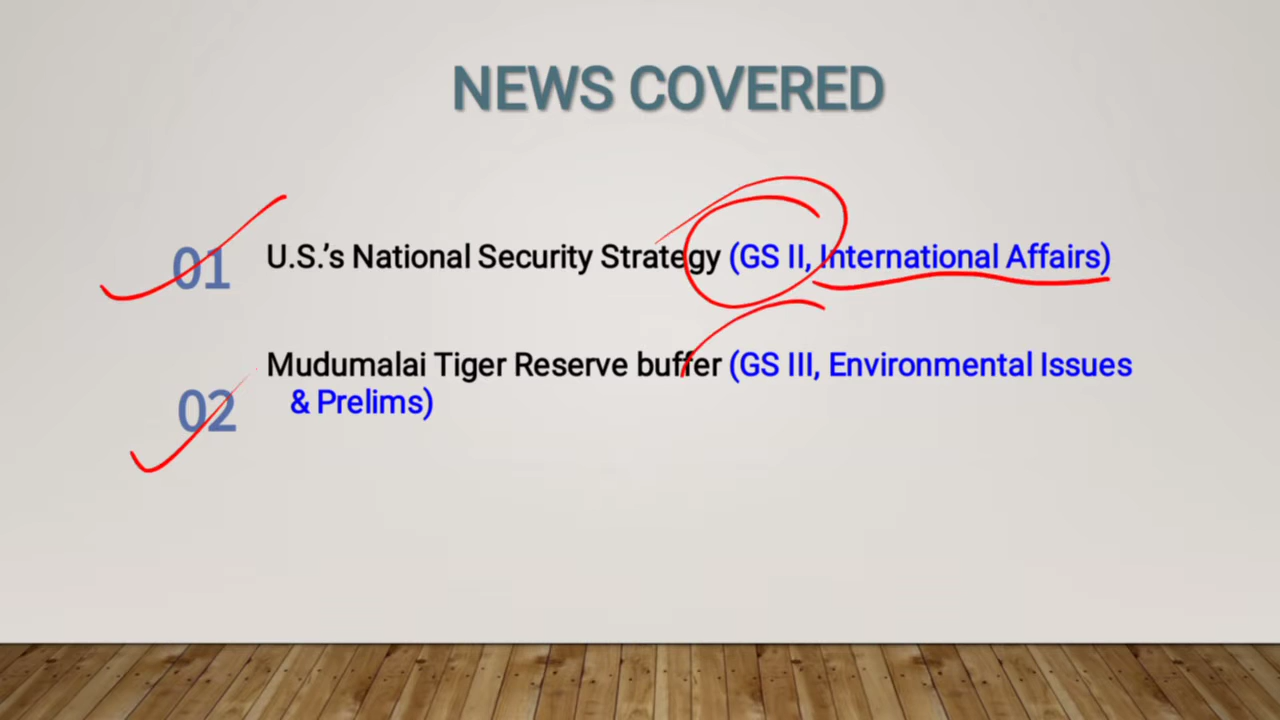 NEWS COVERED
01
U.S.'s National Security Strategy (GS II, International Affairs)
02
Mudumalai Tiger Reserve buffer (GS III, Environmental Issues
& Prelims)